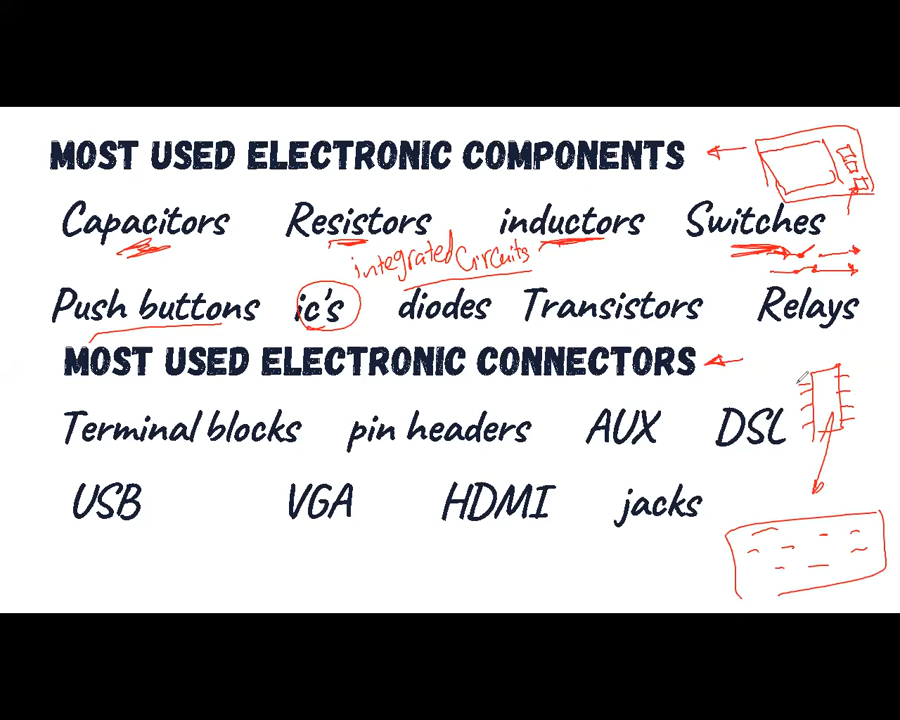 MOST USED ELECTRONIC COMPONENTS
Capacitors Resistors inductors Switches
integrated Circuits
Push buttons ic's diodes Transistors Relays
MOST USED ELECTRONIC CONNECTORS
Terminal blocks pin headers AUX DSL
USB VGA HDMI jacks